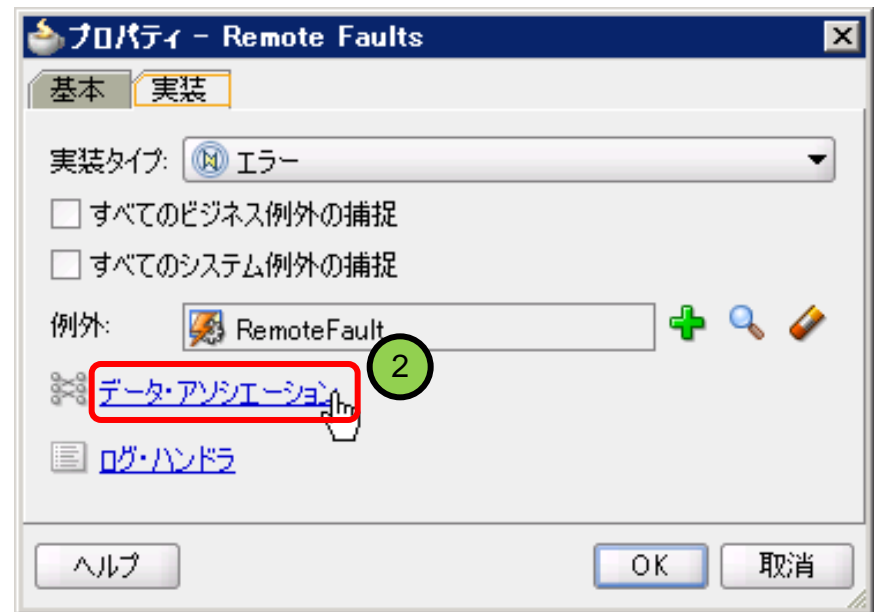 プロパティ - Remote Faults
基本 実装
実装タイプ: エラー
すべてのビジネス例外の捕捉
すべてのシステム例外の捕捉
例外: RemoteFault
2
データ・アソシエーション
ログ・ハンドラ
ヘルプ OK 取消